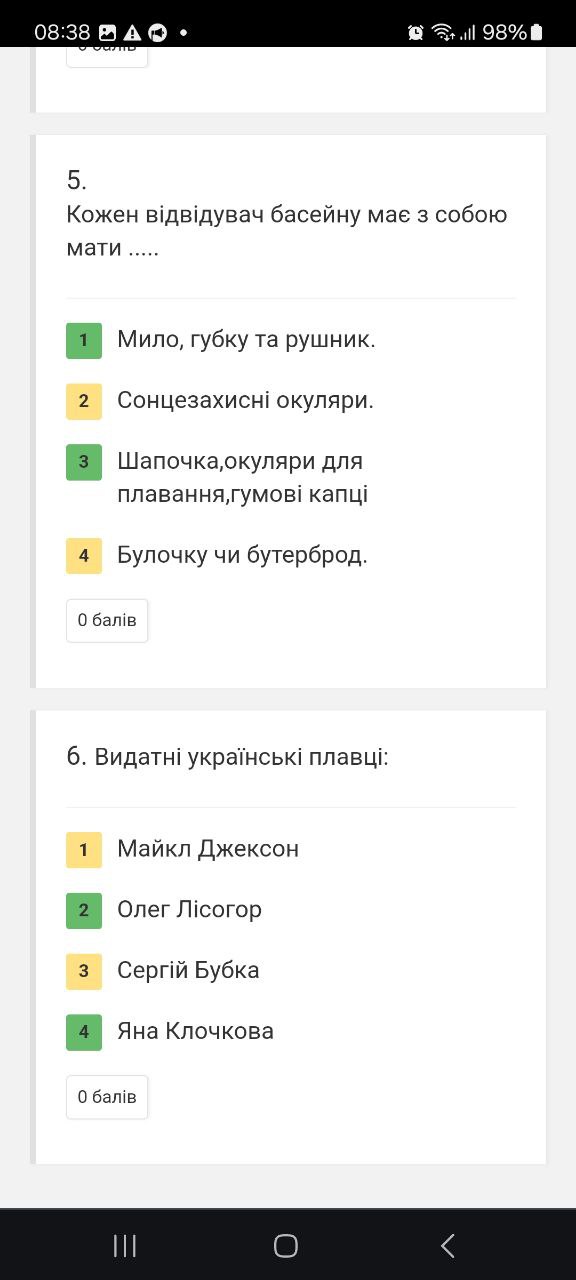 08:38 98%
0 балів
5.
Кожен відвідувач басейну має з собою
мати .....
1 Мило, губку та рушник.
2 Сонцезахисні окуляри.
3 Шапочка,окуляри для
плавання,гумові капці
4 Булочку чи бутерброд.
0 балів
6. Видатні українські плавці:
1 Майкл Джексон
2 Олег Лісогор
3 Сергій Бубка
4 Яна Клочкова
0 балів